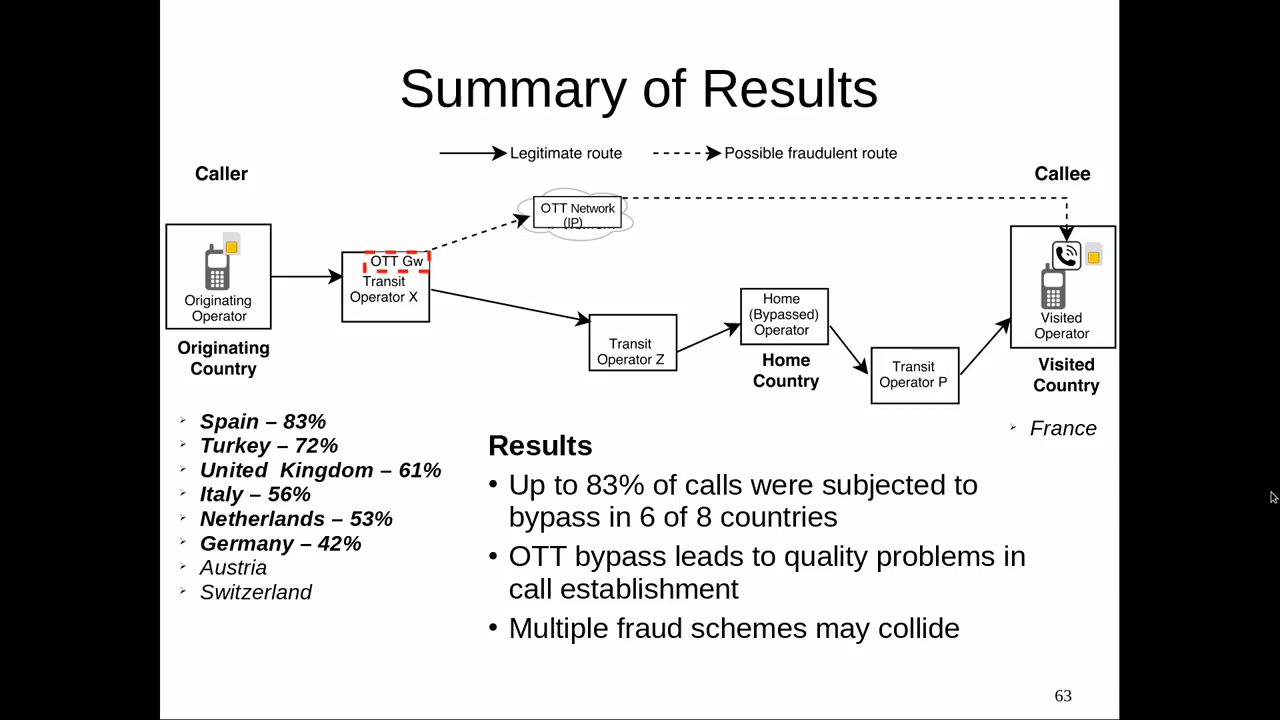 Summary of Results
Legitimate route
Possible fraudulent route
Caller
Callee
OTT Network
(IP)
OTT Gw
Transit
Operator X
Originating
Operator
Originating
Country
Transit
Operator Z
Home
(Bypassed)
Operator
Home
Country
Transit
Operator P
Visited
Operator
Visited
Country
Spain – 83%
Turkey – 72%
United Kingdom – 61%
Italy – 56%
Netherlands – 53%
Germany – 42%
Austria
Switzerland
France
Results
• Up to 83% of calls were subjected to
bypass in 6 of 8 countries
• OTT bypass leads to quality problems in
call establishment
• Multiple fraud schemes may collide
63